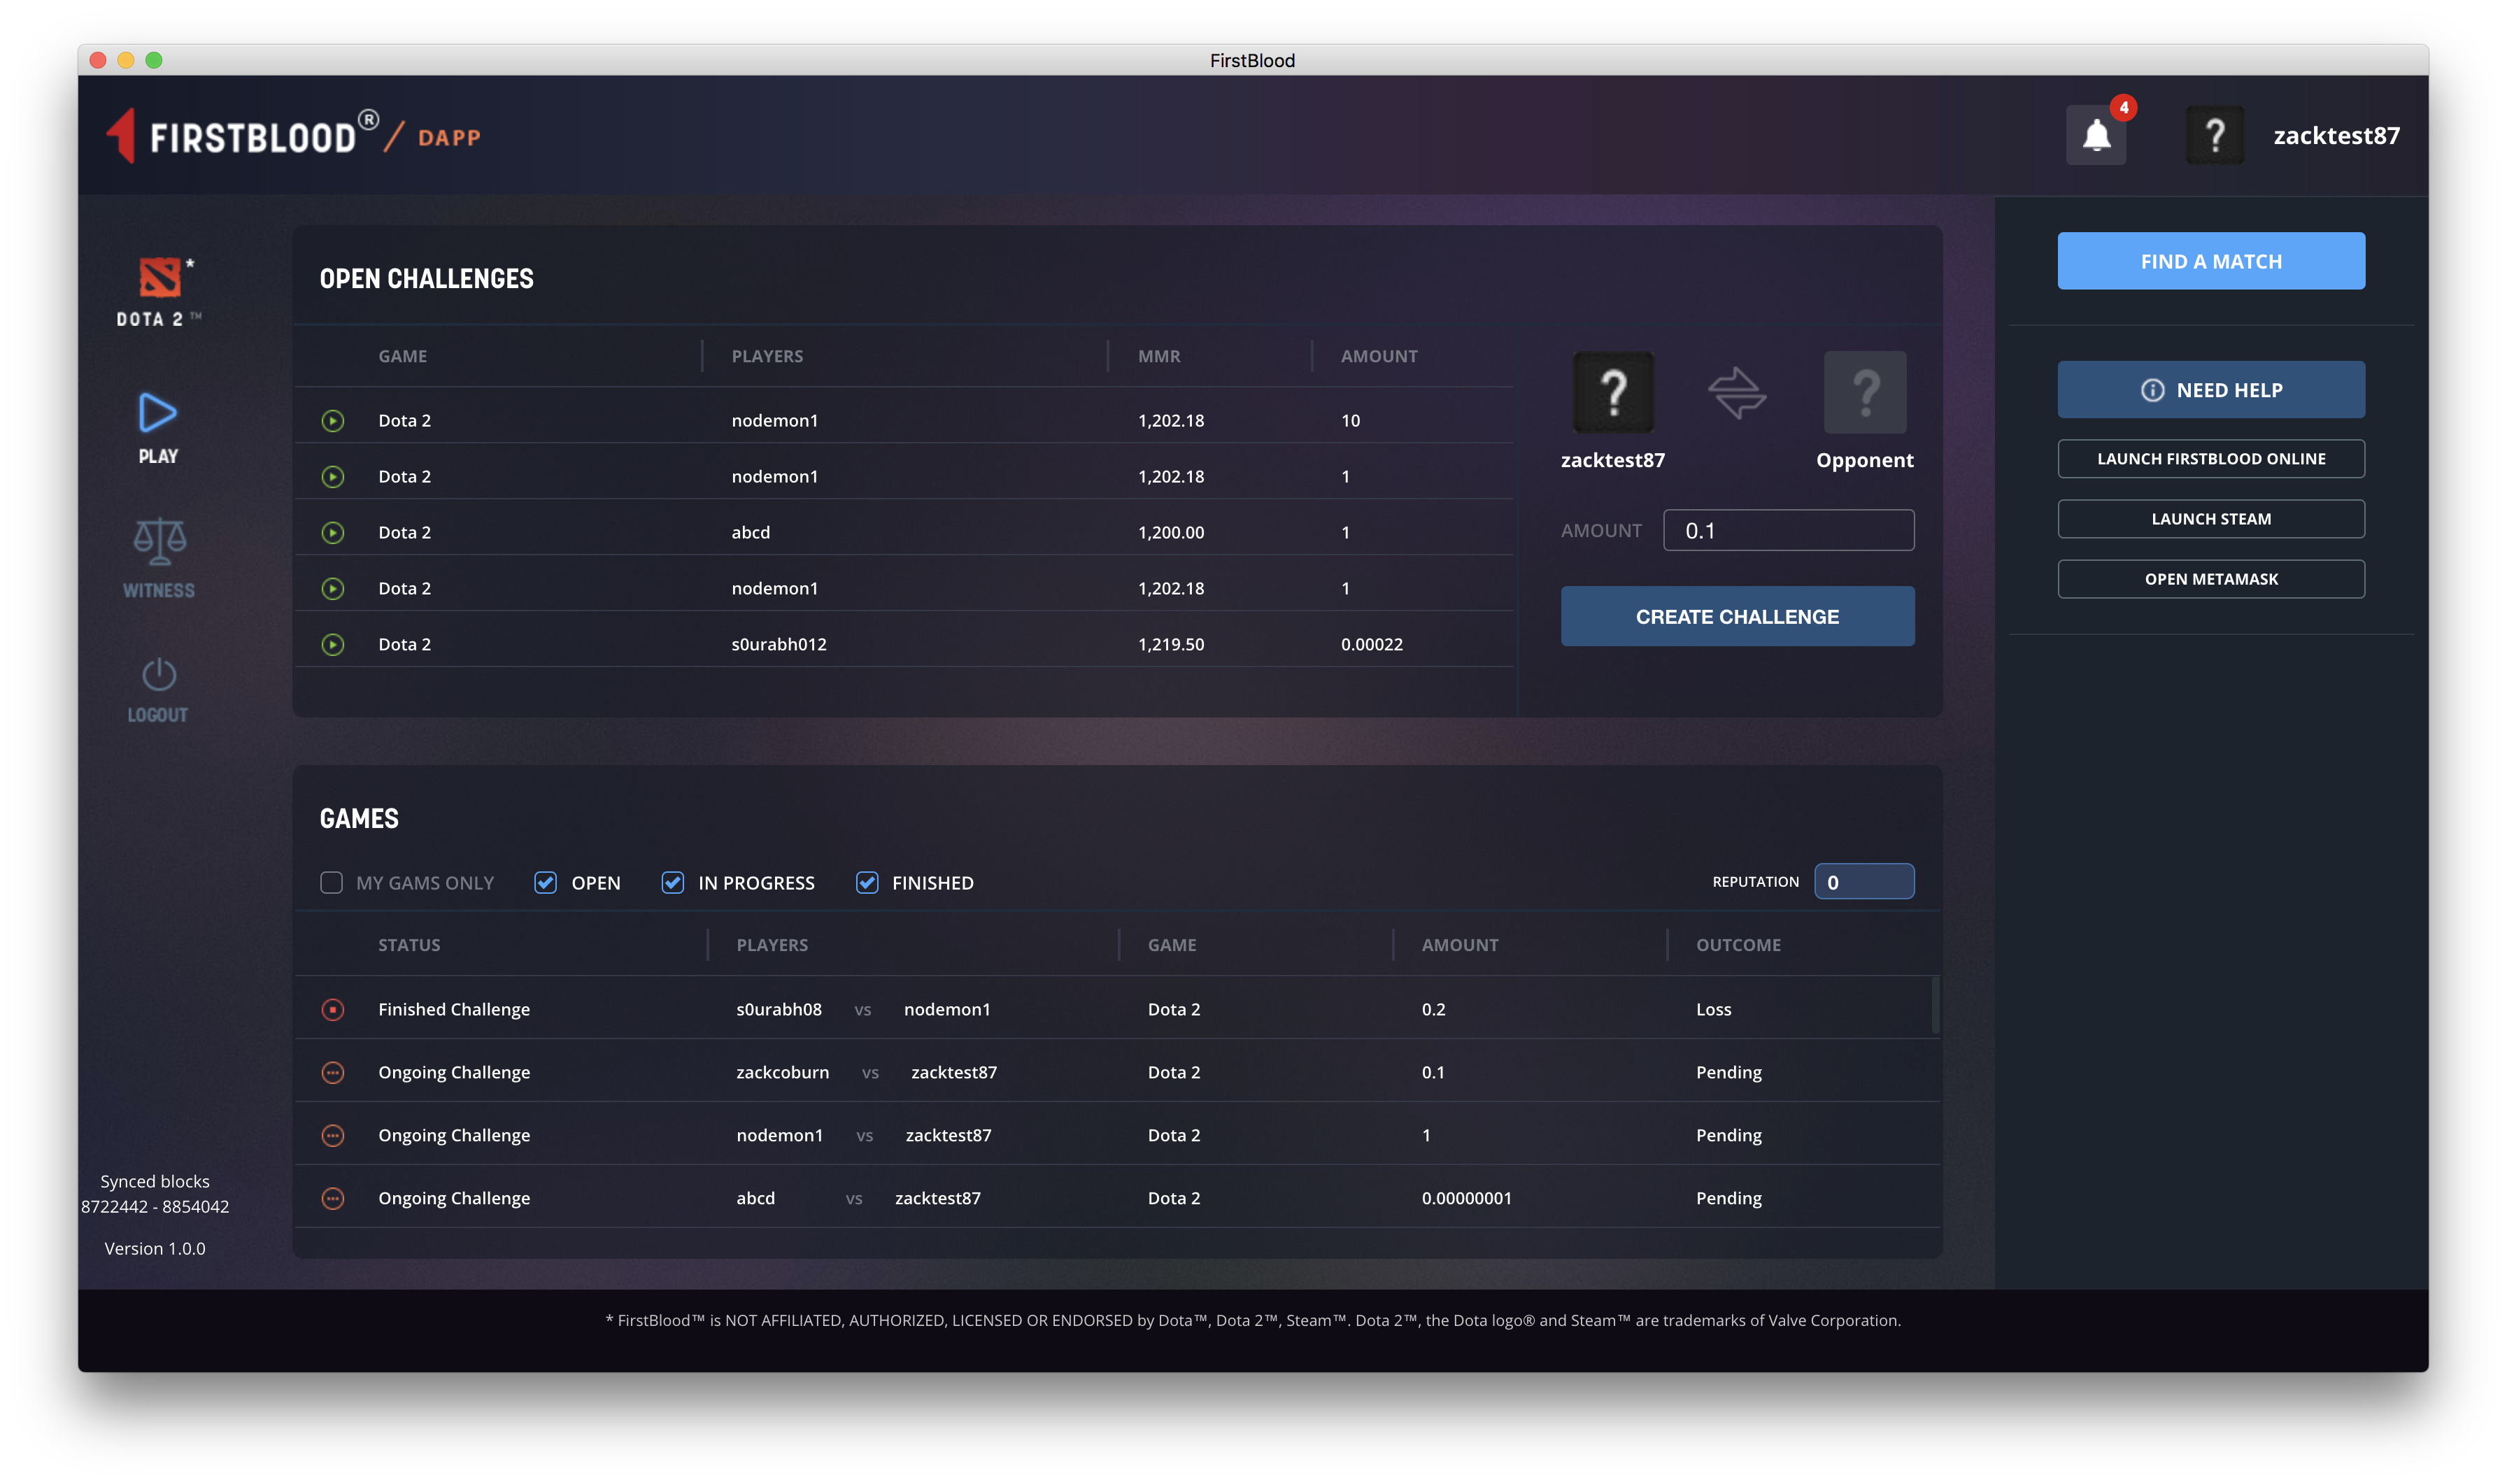 FirstBlood
FIRSTBLOOD® / DAPP
4
?
zacktest87
*
DOTA 2 ™
PLAY
WITNESS
LOGOUT
Synced blocks
8722442 - 8854042
Version 1.0.0
OPEN CHALLENGES
GAME PLAYERS MMR AMOUNT
Dota 2 nodemon1 1,202.18 10
Dota 2 nodemon1 1,202.18 1
Dota 2 abcd 1,200.00 1
Dota 2 nodemon1 1,202.18 1
Dota 2 s0urabh012 1,219.50 0.00022
? ?
zacktest87 Opponent
AMOUNT 0.1
CREATE CHALLENGE
GAMES
MY GAMS ONLY OPEN IN PROGRESS FINISHED REPUTATION 0
STATUS PLAYERS GAME AMOUNT OUTCOME
Finished Challenge s0urabh08 vs nodemon1 Dota 2 0.2 Loss
Ongoing Challenge zackcoburn vs zacktest87 Dota 2 0.1 Pending
Ongoing Challenge nodemon1 vs zacktest87 Dota 2 1 Pending
Ongoing Challenge abcd vs zacktest87 Dota 2 0.00000001 Pending
FIND A MATCH
NEED HELP
LAUNCH FIRSTBLOOD ONLINE
LAUNCH STEAM
OPEN METAMASK
* FirstBlood™ is NOT AFFILIATED, AUTHORIZED, LICENSED OR ENDORSED by Dota™, Dota 2™, Steam™. Dota 2™, the Dota logo® and Steam™ are trademarks of Valve Corporation.